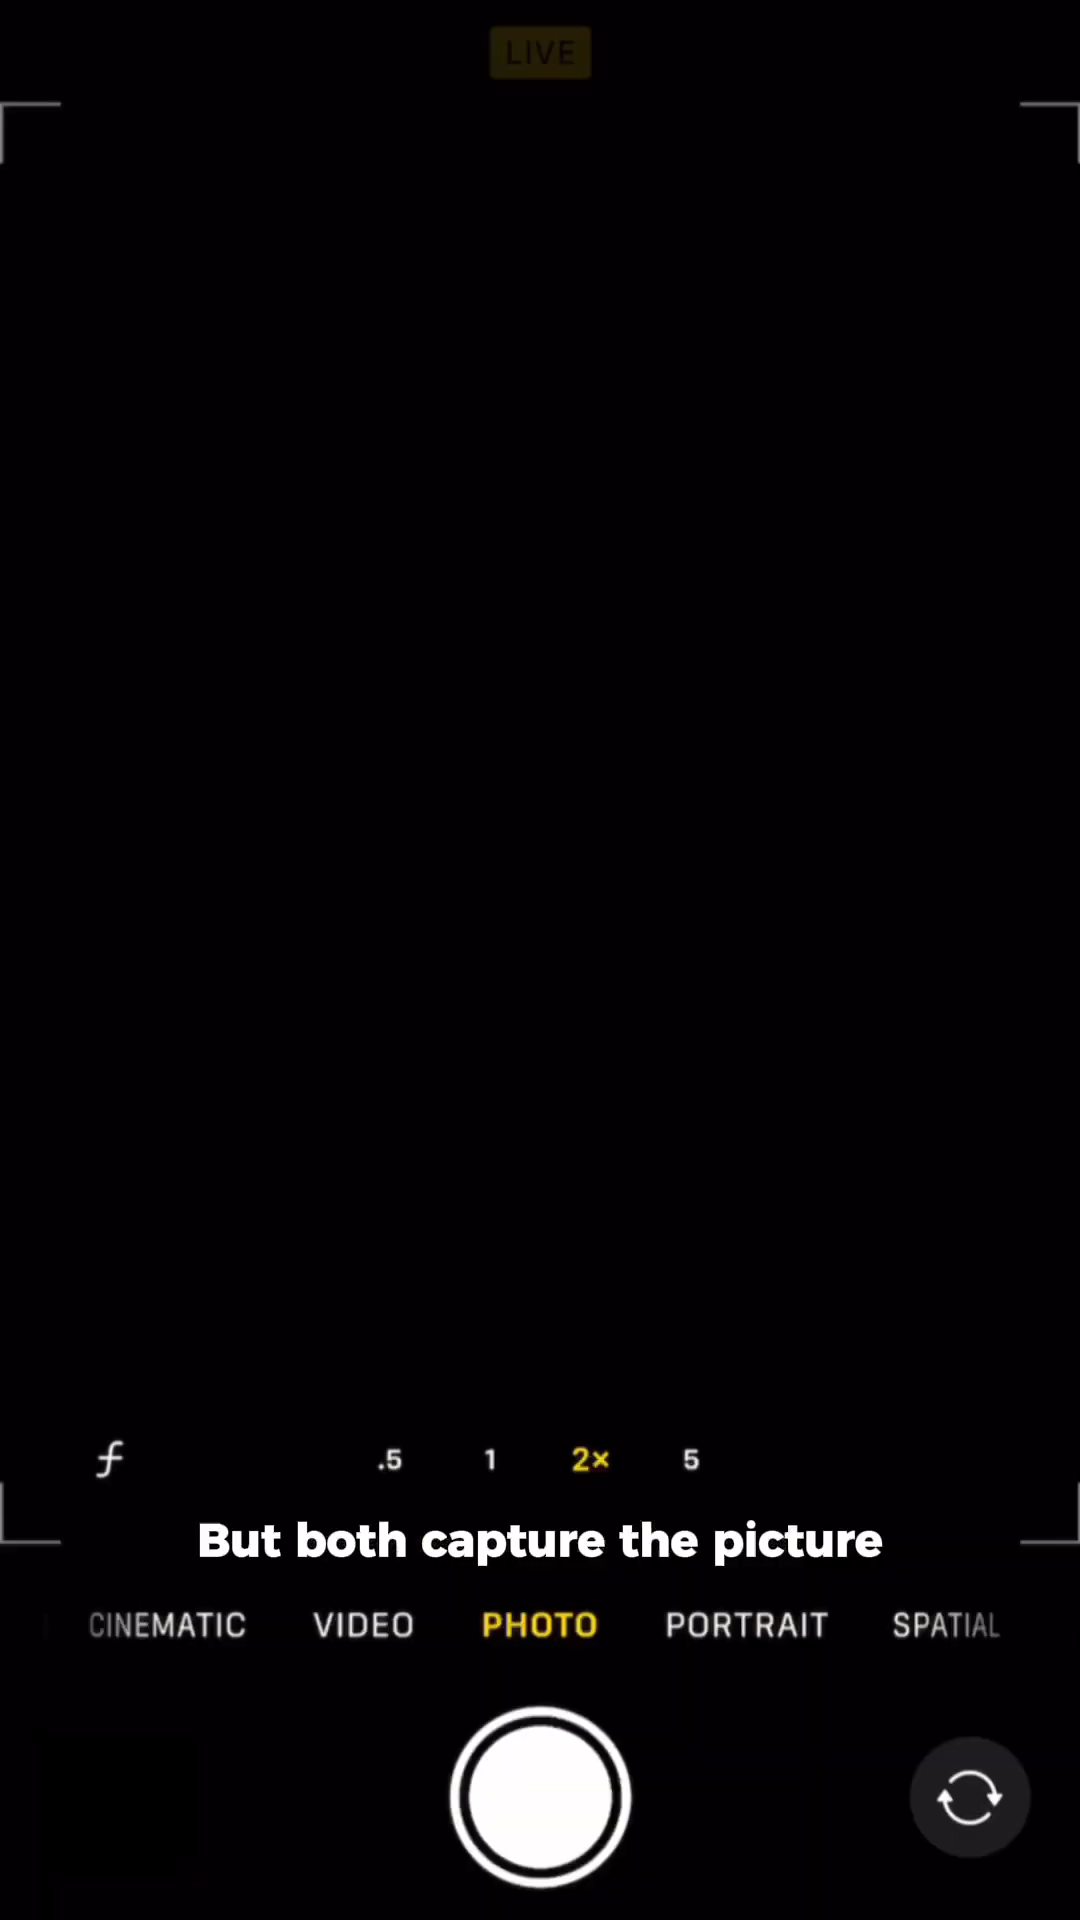 LIVE
f
.5 1 2× 5
But both capture the picture
CINEMATIC VIDEO PHOTO PORTRAIT SPATIAL